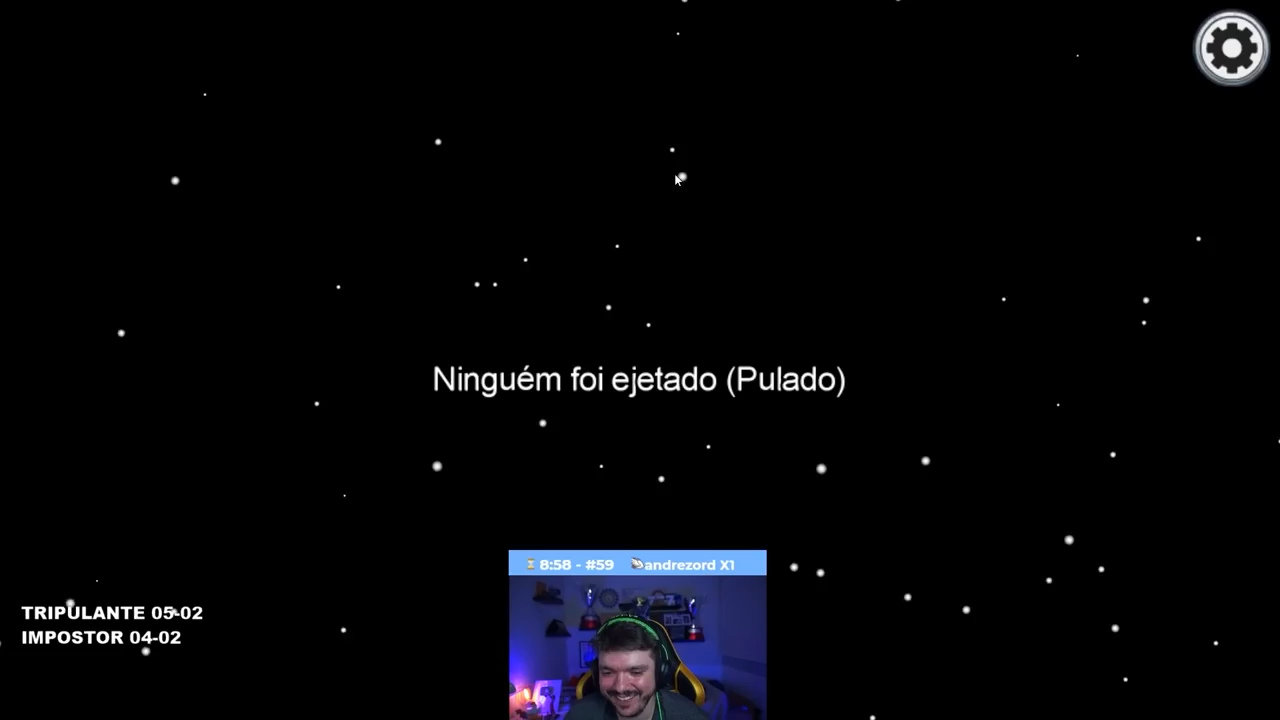 Ninguém foi ejetado (Pulado)
8:58 - #59 andrezord X1
TRIPULANTE 05-02
IMPOSTOR 04-02